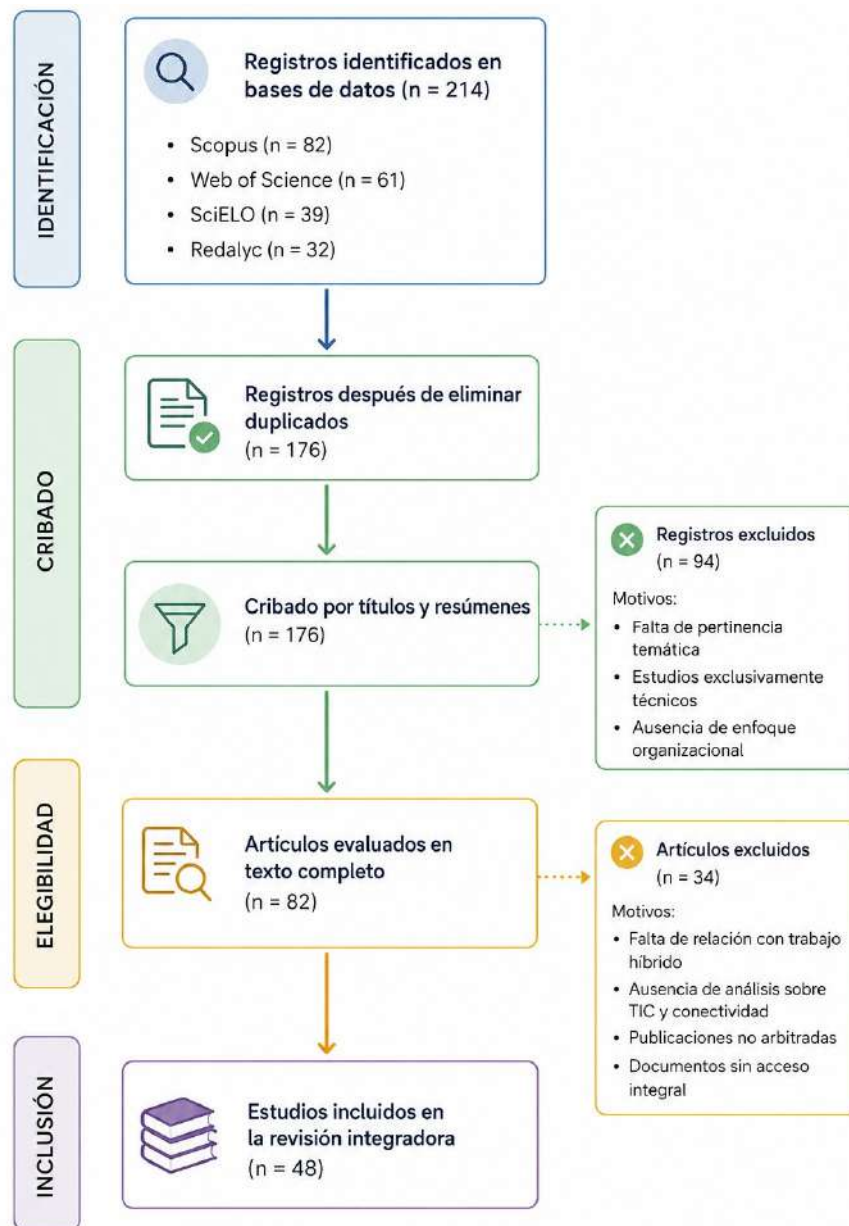 IDENTIFICACIÓN
Registros identificados en
bases de datos (n = 214)
• Scopus (n = 82)
• Web of Science (n = 61)
• SciELO (n = 39)
• Redalyc (n = 32)
CRIBADO
Registros después de eliminar
duplicados
(n = 176)
Cribado por títulos y resúmenes
(n = 176)
Registros excluidos
(n = 94)
Motivos:
• Falta de pertinencia
temática
• Estudios exclusivamente
técnicos
• Ausencia de enfoque
organizacional
ELEGIBILIDAD
Artículos evaluados en
texto completo
(n = 82)
Artículos excluidos
(n = 34)
Motivos:
• Falta de relación con trabajo
híbrido
• Ausencia de análisis sobre
TIC y conectividad
• Publicaciones no arbitradas
• Documentos sin acceso
integral
INCLUSIÓN
Estudios incluidos en
la revisión integradora
(n = 48)